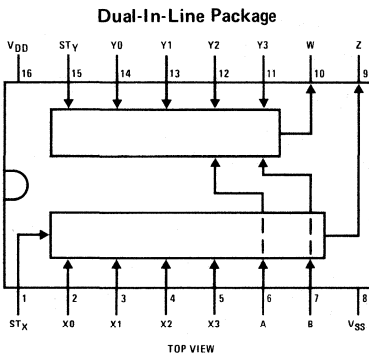 Dual-In-Line Package
VDD STY Y0 Y1 Y2 Y3 W Z
16 15 14 13 12 11 10 9
1 2 3 4 5 6 7 8
STX X0 X1 X2 X3 A B VSS
TOP VIEW